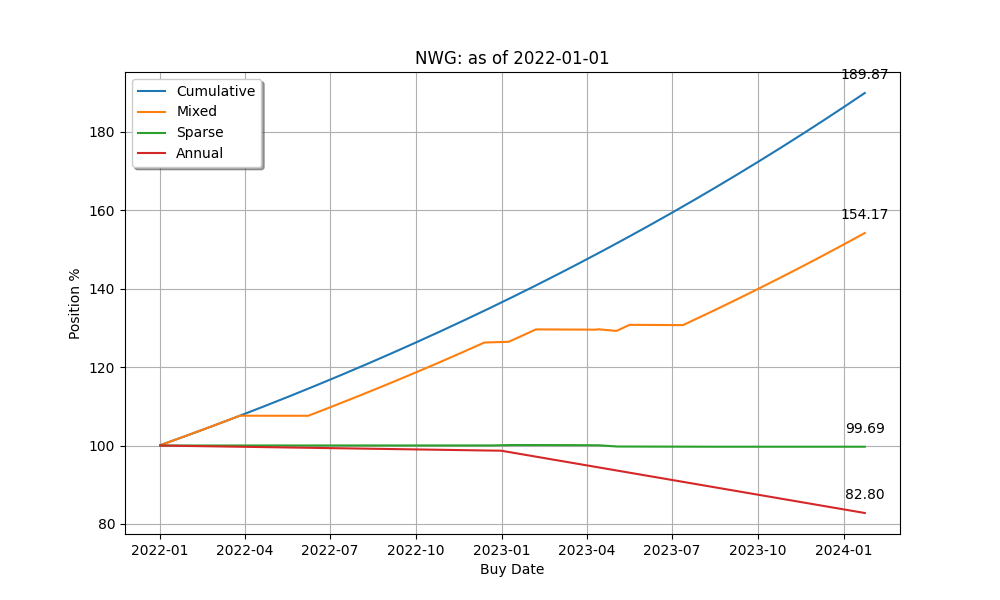 NWG: as of 2022-01-01
189.87
Cumulative
Mixed
Sparse
Annual
180
160
154.17
140
120
100
99.69
82.80
80
Position %
2022-01 2022-04 2022-07 2022-10 2023-01 2023-04 2023-07 2023-10 2024-01
Buy Date